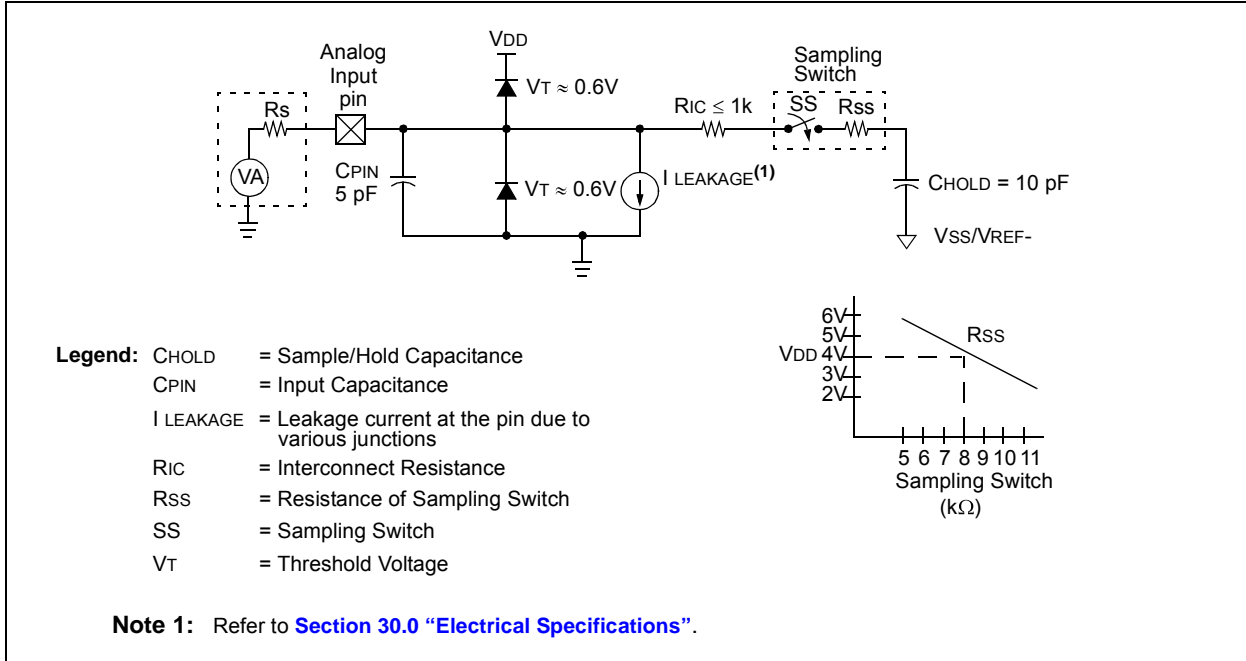 VDD
Analog
Input
pin
Sampling
Switch
VT ≈ 0.6V
Rs
RIC ≤ 1k
SS
Rss
VA
CPIN
5 pF
VT ≈ 0.6V
I LEAKAGE(1)
CHOLD = 10 pF
VSS/VREF-
6V
5V
VDD 4V
3V
2V
RSS
5 6 7 8 9 10 11
Sampling Switch
(kΩ)
Legend: CHOLD = Sample/Hold Capacitance
CPIN = Input Capacitance
I LEAKAGE = Leakage current at the pin due to
various junctions
RIC = Interconnect Resistance
RSS = Resistance of Sampling Switch
SS = Sampling Switch
VT = Threshold Voltage
Note 1: Refer to Section 30.0 “Electrical Specifications”.